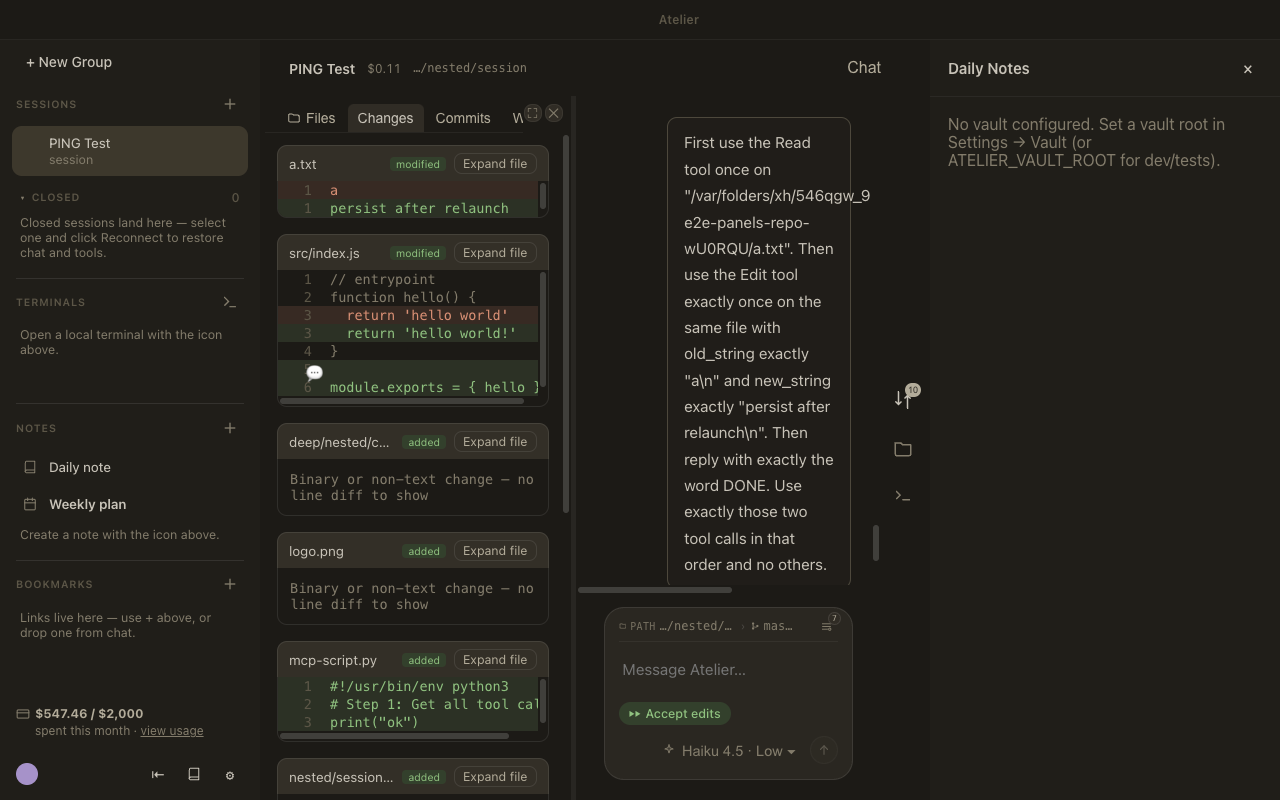 Atelier
+ New Group
SESSIONS
PING Test
session
CLOSED 0
Closed sessions land here — select
one and click Reconnect to restore
chat and tools.
TERMINALS
Open a local terminal with the icon
above.
NOTES
Daily note
Weekly plan
Create a note with the icon above.
BOOKMARKS
Links live here — use + above, or
drop one from chat.
$547.46 / $2,000
spent this month · view usage
PING Test $0.11 …/nested/session
Chat
Files Changes Commits
a.txt modified Expand file
1 a
1 persist after relaunch
src/index.js modified Expand file
1 // entrypoint
2 function hello() {
3 return 'hello world'
3 return 'hello world!'
4 }
6 module.exports = { hello }
deep/nested/c… added Expand file
Binary or non-text change — no
line diff to show
logo.png added Expand file
Binary or non-text change — no
line diff to show
mcp-script.py added Expand file
1 #!/usr/bin/env python3
2 # Step 1: Get all tool cal
3 print("ok")
nested/session… added Expand file
First use the Read
tool once on
"/var/folders/xh/546qgw_9
e2e-panels-repo-
wU0RQU/a.txt". Then
use the Edit tool
exactly once on the
same file with
old_string exactly
"a\n" and new_string
exactly "persist after
relaunch\n". Then
reply with exactly the
word DONE. Use
exactly those two
tool calls in that
order and no others.
10
PATH …/nested/… › mas…
7
Message Atelier...
Accept edits
Haiku 4.5 · Low
Daily Notes ×
No vault configured. Set a vault root in
Settings → Vault (or
ATELIER_VAULT_ROOT for dev/tests).